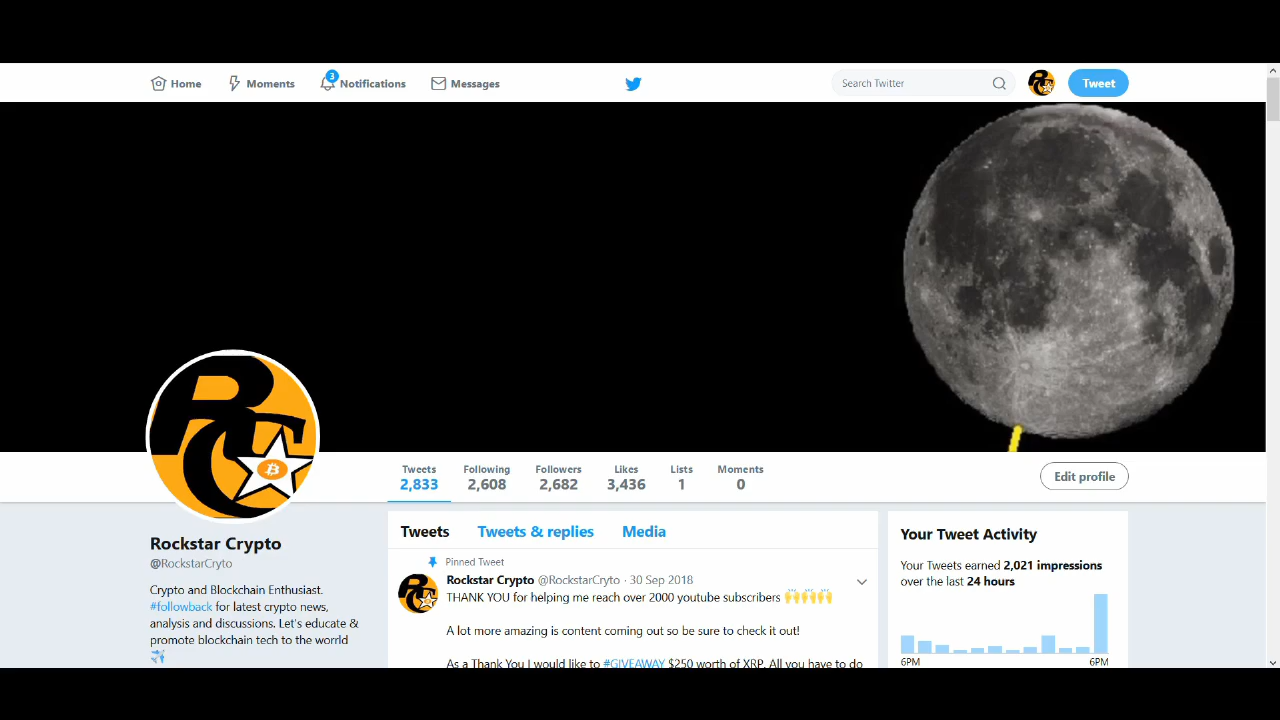 Home
Moments
3
Notifications
Messages
Search Twitter
Tweet
RC
Tweets
2,833
Following
2,608
Followers
2,682
Likes
3,436
Lists
1
Moments
0
Edit profile
Rockstar Crypto
@RockstarCryto
Crypto and Blockchain Enthusiast.
#followback for latest crypto news,
analysis and discussions. Let's educate &
promote blockchain tech to the world
Tweets
Tweets & replies
Media
Pinned Tweet
Rockstar Crypto @RockstarCryto · 30 Sep 2018
THANK YOU for helping me reach over 2000 youtube subscribers 🙌🙌🙌
A lot more amazing is content coming out so be sure to check it out!
As a Thank You I would like to #GIVEAWAY $250 worth of XRP. All you have to do
Your Tweet Activity
Your Tweets earned 2,021 impressions
over the last 24 hours
6PM
6PM